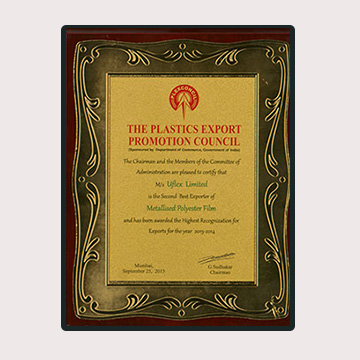 PLEXCONCIL
THE PLASTICS EXPORT
PROMOTION COUNCIL
(Sponsored by Department of Commerce, Government of India)
The Chairman and the Members of the Committee of
Administration are pleased to certify that
M/s Uflex Limited
is the Second Best Exporter of
Metallised Polyester Film
and has been awarded the Highest Recognization for
Exports for the year 2013-2014
Mumbai,
September 25, 2015
G Sudhakar
Chairman